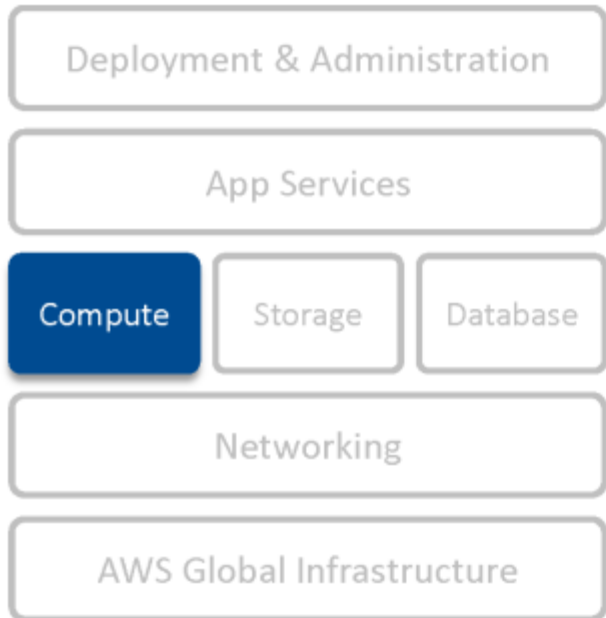 Deployment & Administration
App Services
Compute
Storage
Database
Networking
AWS Global Infrastructure